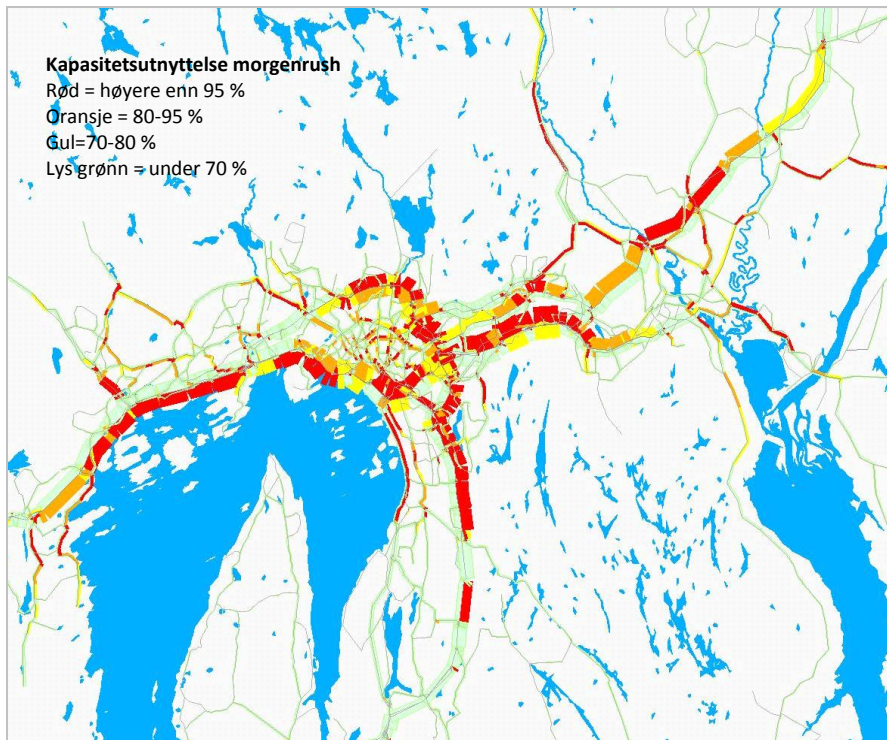 Kapasitetsutnyttelse morgenrush
Rød = høyere enn 95 %
Oransje = 80-95 %
Gul=70-80 %
Lys grønn = under 70 %